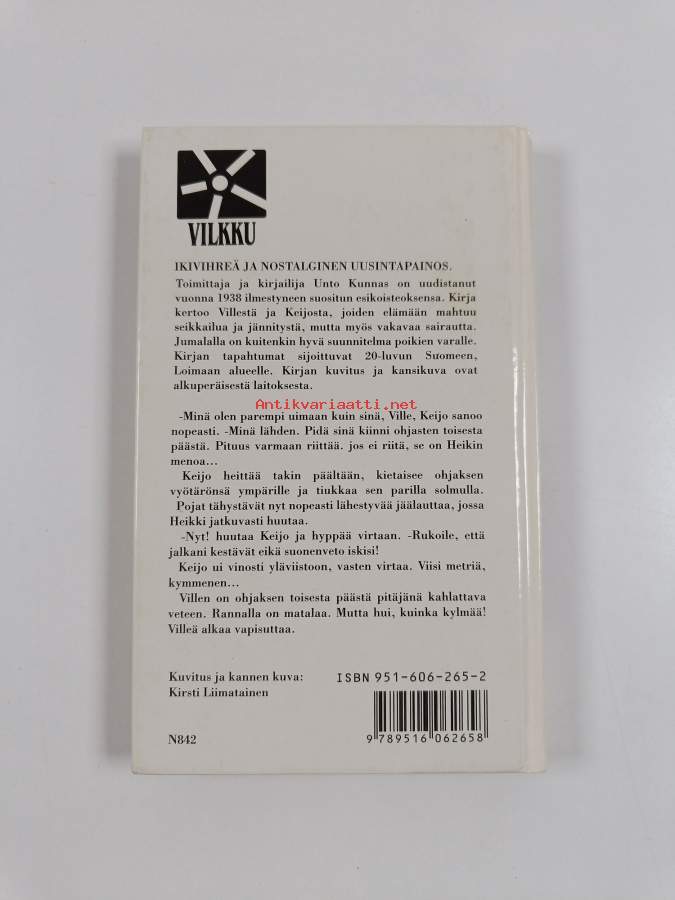 VILKKU
IKIVIHREÄ JA NOSTALGINEN UUSINTAPAINOS.
Toimittaja ja kirjailija Unto Kunnas on uudistanut
vuonna 1938 ilmestyneen suositun esikoisteoksensa. Kirja
kertoo Villestä ja Keijosta, joiden elämään mahtuu
seikkailua ja jännitystä, mutta myös vakavaa sairautta.
Jumalalla on kuitenkin hyvä suunnitelma poikien varalle.
Kirjan tapahtumat sijoittuvat 20-luvun Suomeen,
Loimaan alueelle. Kirjan kuvitus ja kansikuva ovat
alkuperäisestä laitoksesta.
Antikvariaatti.net
-Minä olen parempi uimaan kuin sinä, Ville, Keijo sanoo
nopeasti. -Minä lähden. Pidä sinä kiinni ohjasten toisesta
päästä. Pituus varmaan riittää. jos ei riitä, se on Heikin
menoa...
Keijo heittää takin päältään, kietaisee ohjaksen
vyötärönsä ympärille ja tiukkaa sen parilla solmulla.
Pojat tähystävät nyt nopeasti lähestyvää jäälauttaa, jossa
Heikki jatkuvasti huutaa.
-Nyt! huutaa Keijo ja hyppää virtaan. -Rukoile, että
jalkani kestävät eikä suonenveto iskisi!
Keijo ui vinosti yläviistoon, vasten virtaa. Viisi metriä,
kymmenen...
Villen on ohjaksen toisesta päästä pitäjänä kahlattava
veteen. Rannalla on matalaa. Mutta hui, kuinka kylmää!
Villeä alkaa vapisuttaa.
Kuvitus ja kannen kuva:
Kirsti Liimatainen
ISBN 951-606-265-2
N842
9 789516 062658